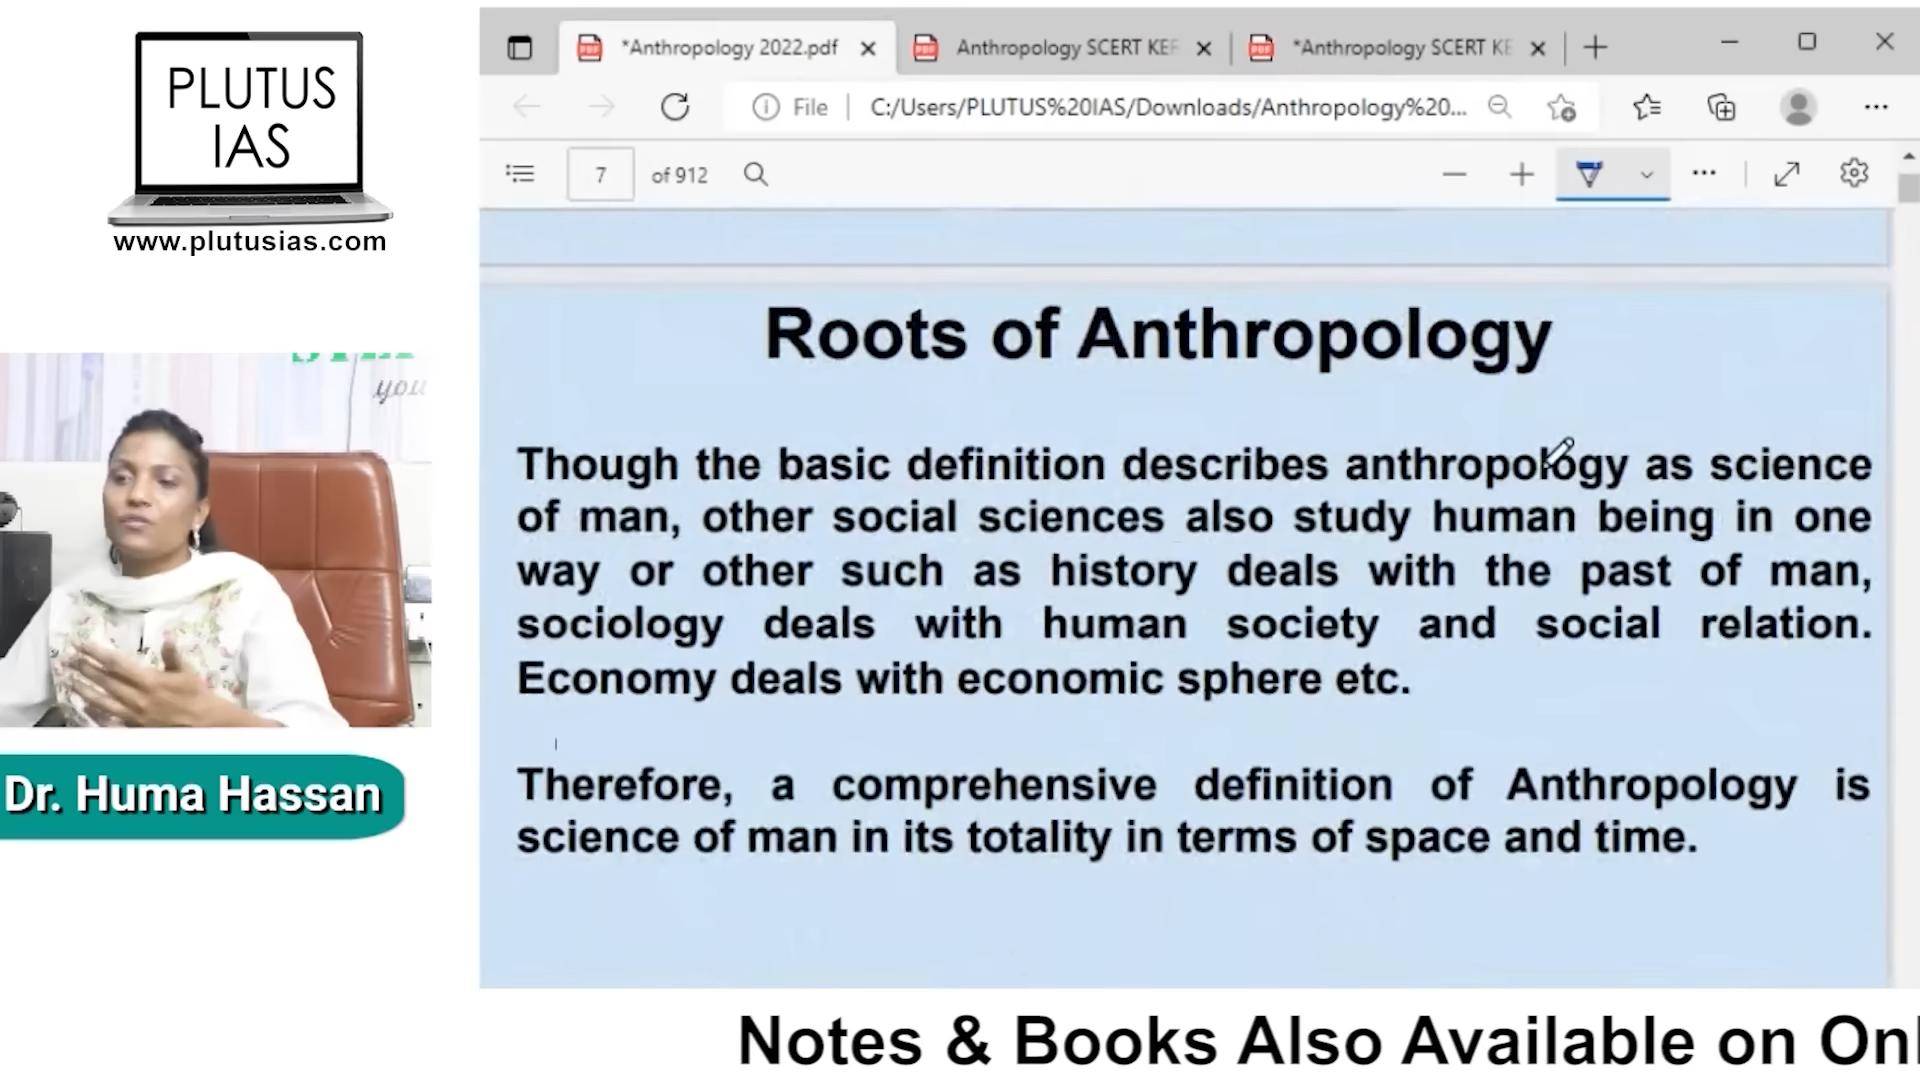 PLUTUS
IAS
www.plutusias.com
*Anthropology 2022.pdf
Anthropology SCERT KER
*Anthropology SCERT KE
File
C:/Users/PLUTUS%20IAS/Downloads/Anthropology%20...
7 of 912
Roots of Anthropology
Though the basic definition describes anthropology as science
of man, other social sciences also study human being in one
way or other such as history deals with the past of man,
sociology deals with human society and social relation.
Economy deals with economic sphere etc.
Therefore, a comprehensive definition of Anthropology is
science of man in its totality in terms of space and time.
you
Dr. Huma Hassan
Notes & Books Also Available on Onl